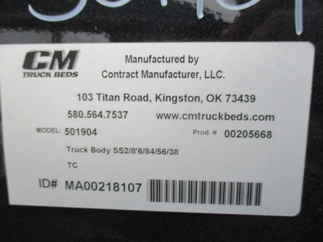 CM
TRUCK BEDS
Manufactured by
Contract Manufacturer, LLC.
103 Titan Road, Kingston, OK 73439
580.564.7537 www.cmtruckbeds.com
MODEL: 501904 Prod. # 00205668
Truck Body SS2/8'6/94/56/38
TC
ID# MA00218107